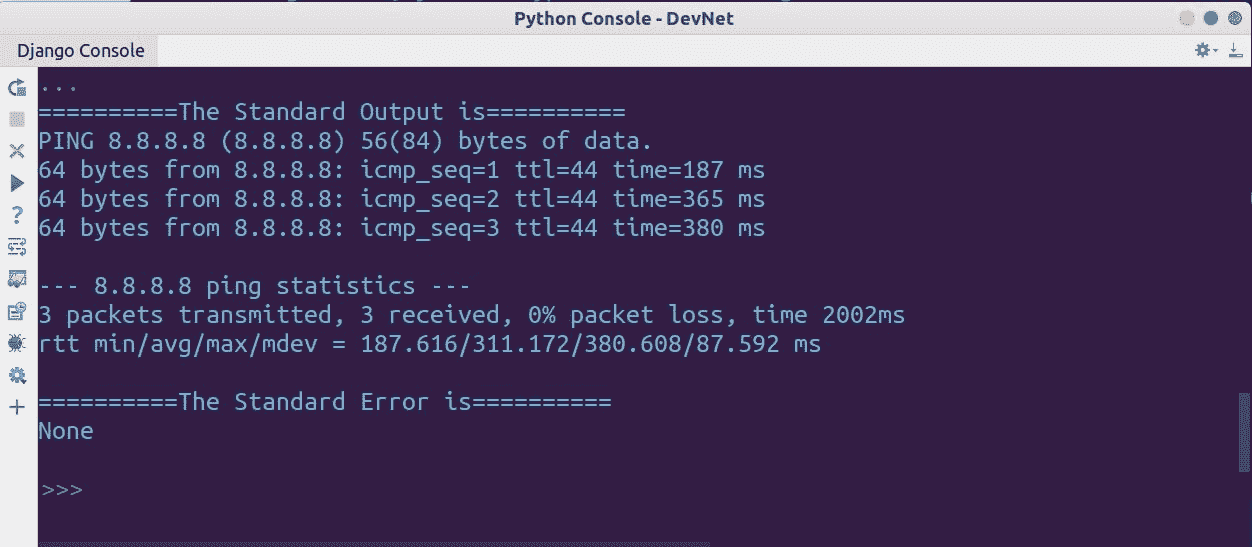 Python Console - DevNet
Django Console
...
==========The Standard Output is==========
PING 8.8.8.8 (8.8.8.8) 56(84) bytes of data.
64 bytes from 8.8.8.8: icmp_seq=1 ttl=44 time=187 ms
64 bytes from 8.8.8.8: icmp_seq=2 ttl=44 time=365 ms
64 bytes from 8.8.8.8: icmp_seq=3 ttl=44 time=380 ms
--- 8.8.8.8 ping statistics ---
3 packets transmitted, 3 received, 0% packet loss, time 2002ms
rtt min/avg/max/mdev = 187.616/311.172/380.608/87.592 ms
==========The Standard Error is==========
None
>>>